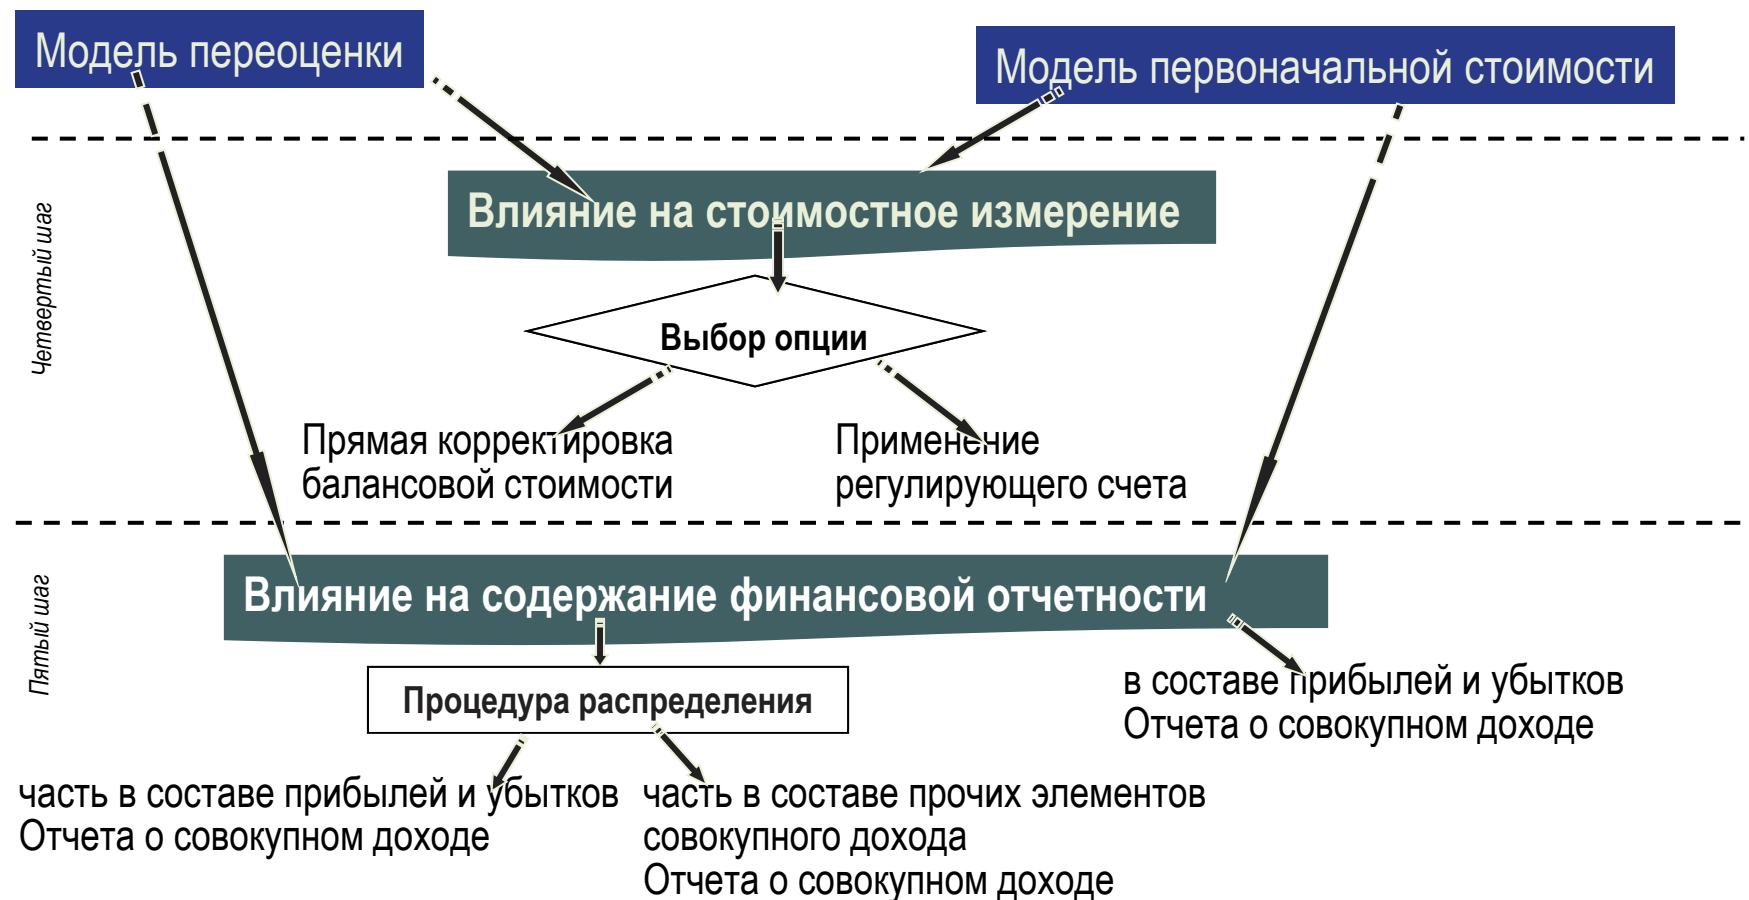 Модель переоценки
Модель первоначальной стоимости
Четвертый шаг
Влияние на стоимостное измерение
Выбор опции
Прямая корректировка
балансовой стоимости
Применение
регулирующего счета
Пятый шаг
Влияние на содержание финансовой отчетности
Процедура распределения
в составе прибылей и убытков
Отчета о совокупном доходе
часть в составе прибылей и убытков
Отчета о совокупном доходе
часть в составе прочих элементов
совокупного дохода
Отчета о совокупном доходе